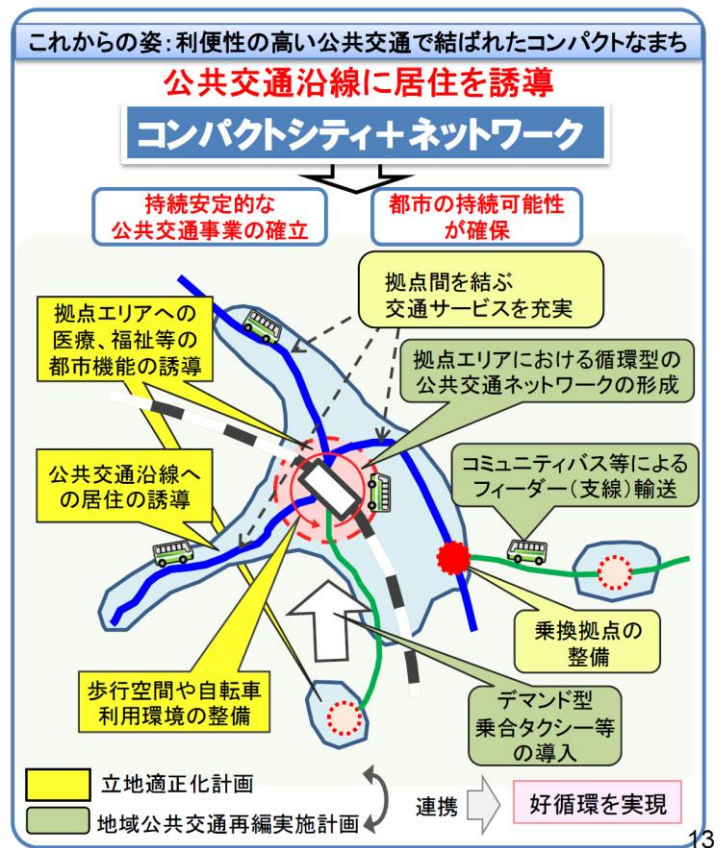 これからの姿：利便性の高い公共交通で結ばれたコンパクトなまち
公共交通沿線に居住を誘導
コンパクトシティ＋ネットワーク
持続安定的な
公共交通事業の確立
都市の持続可能性
が確保
拠点間を結ぶ
交通サービスを充実
拠点エリアへの
医療、福祉等の
都市機能の誘導
拠点エリアにおける循環型の
公共交通ネットワークの形成
公共交通沿線へ
の居住の誘導
コミュニティバス等による
フィーダー（支線）輸送
乗換拠点の
整備
歩行空間や自転車
利用環境の整備
デマンド型
乗合タクシー等
の導入
立地適正化計画
地域公共交通再編実施計画
連携
好循環を実現
13